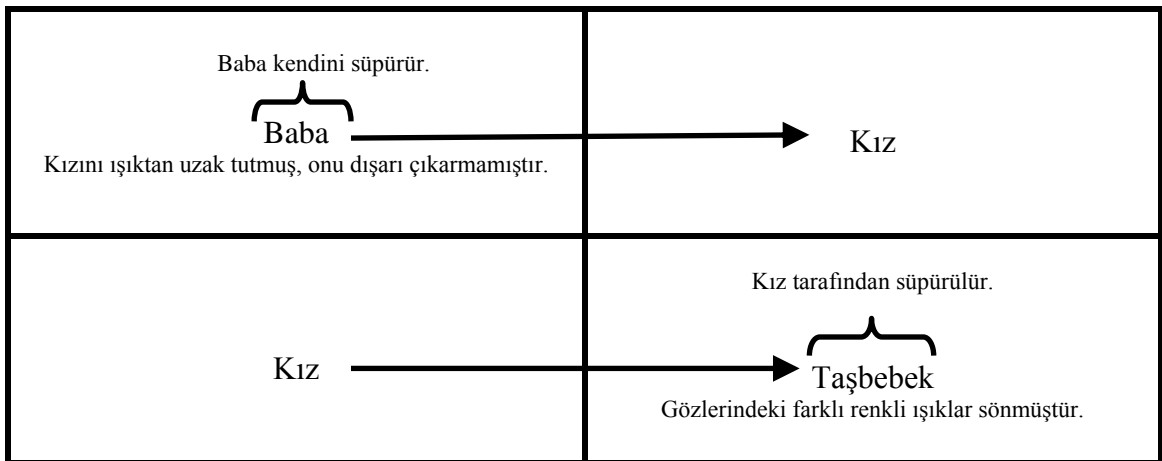 Baba kendini süpürür.
Baba
Kız
Kızını ışıktan uzak tutmuş, onu dışarı çıkarmamıştır.
Kız tarafından süpürülür.
Kız
Taşbebek
Gözlerindeki farklı renkli ışıklar sönmüştür.